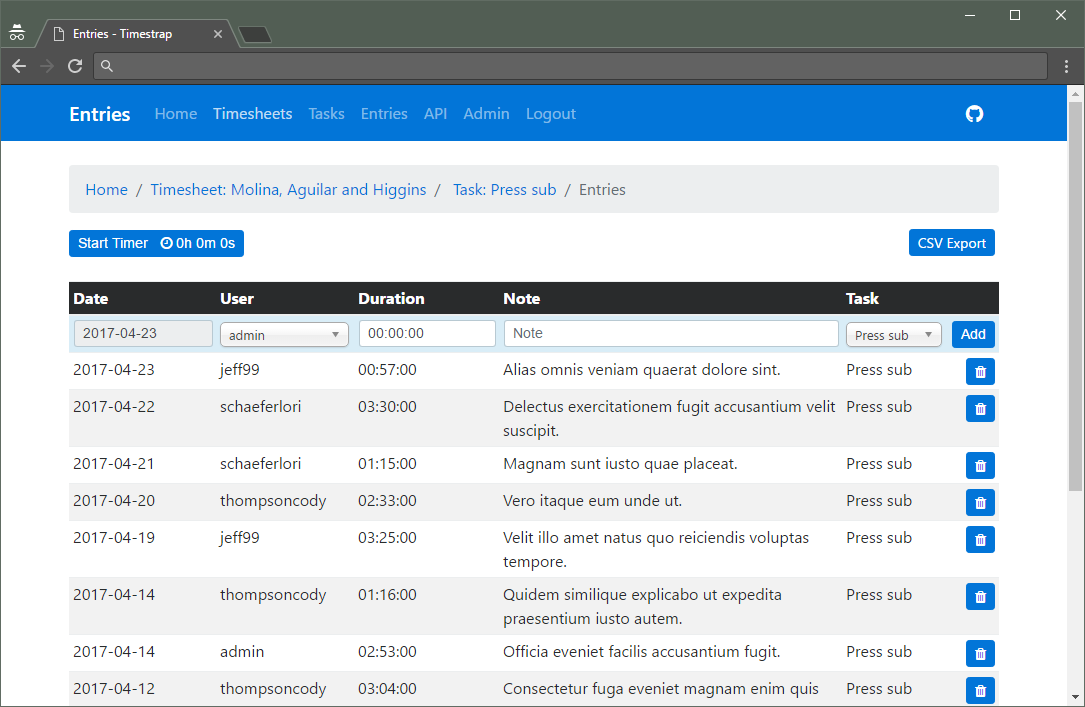 Entries - Timestrap
Entries Home Timesheets Tasks Entries API Admin Logout
Home / Timesheet: Molina, Aguilar and Higgins / Task: Press sub / Entries
Start Timer 0h 0m 0s CSV Export
Date User Duration Note Task
2017-04-23 admin 00:00:00 Note Press sub Add
2017-04-23 jeff99 00:57:00 Alias omnis veniam quaerat dolore sint. Press sub
2017-04-22 schaeferlori 03:30:00 Delectus exercitationem fugit accusantium velit Press sub
suscipit.
2017-04-21 schaeferlori 01:15:00 Magnam sunt iusto quae placeat. Press sub
2017-04-20 thompsoncody 02:33:00 Vero itaque eum unde ut. Press sub
2017-04-19 jeff99 03:25:00 Velit illo amet natus quo reiciendis voluptas Press sub
tempore.
2017-04-14 thompsoncody 01:16:00 Quidem similique explicabo ut expedita Press sub
praesentium iusto autem.
2017-04-14 admin 02:53:00 Officia eveniet facilis accusantium fugit. Press sub
2017-04-12 thompsoncody 03:04:00 Consectetur fuga eveniet magnam enim quis Press sub